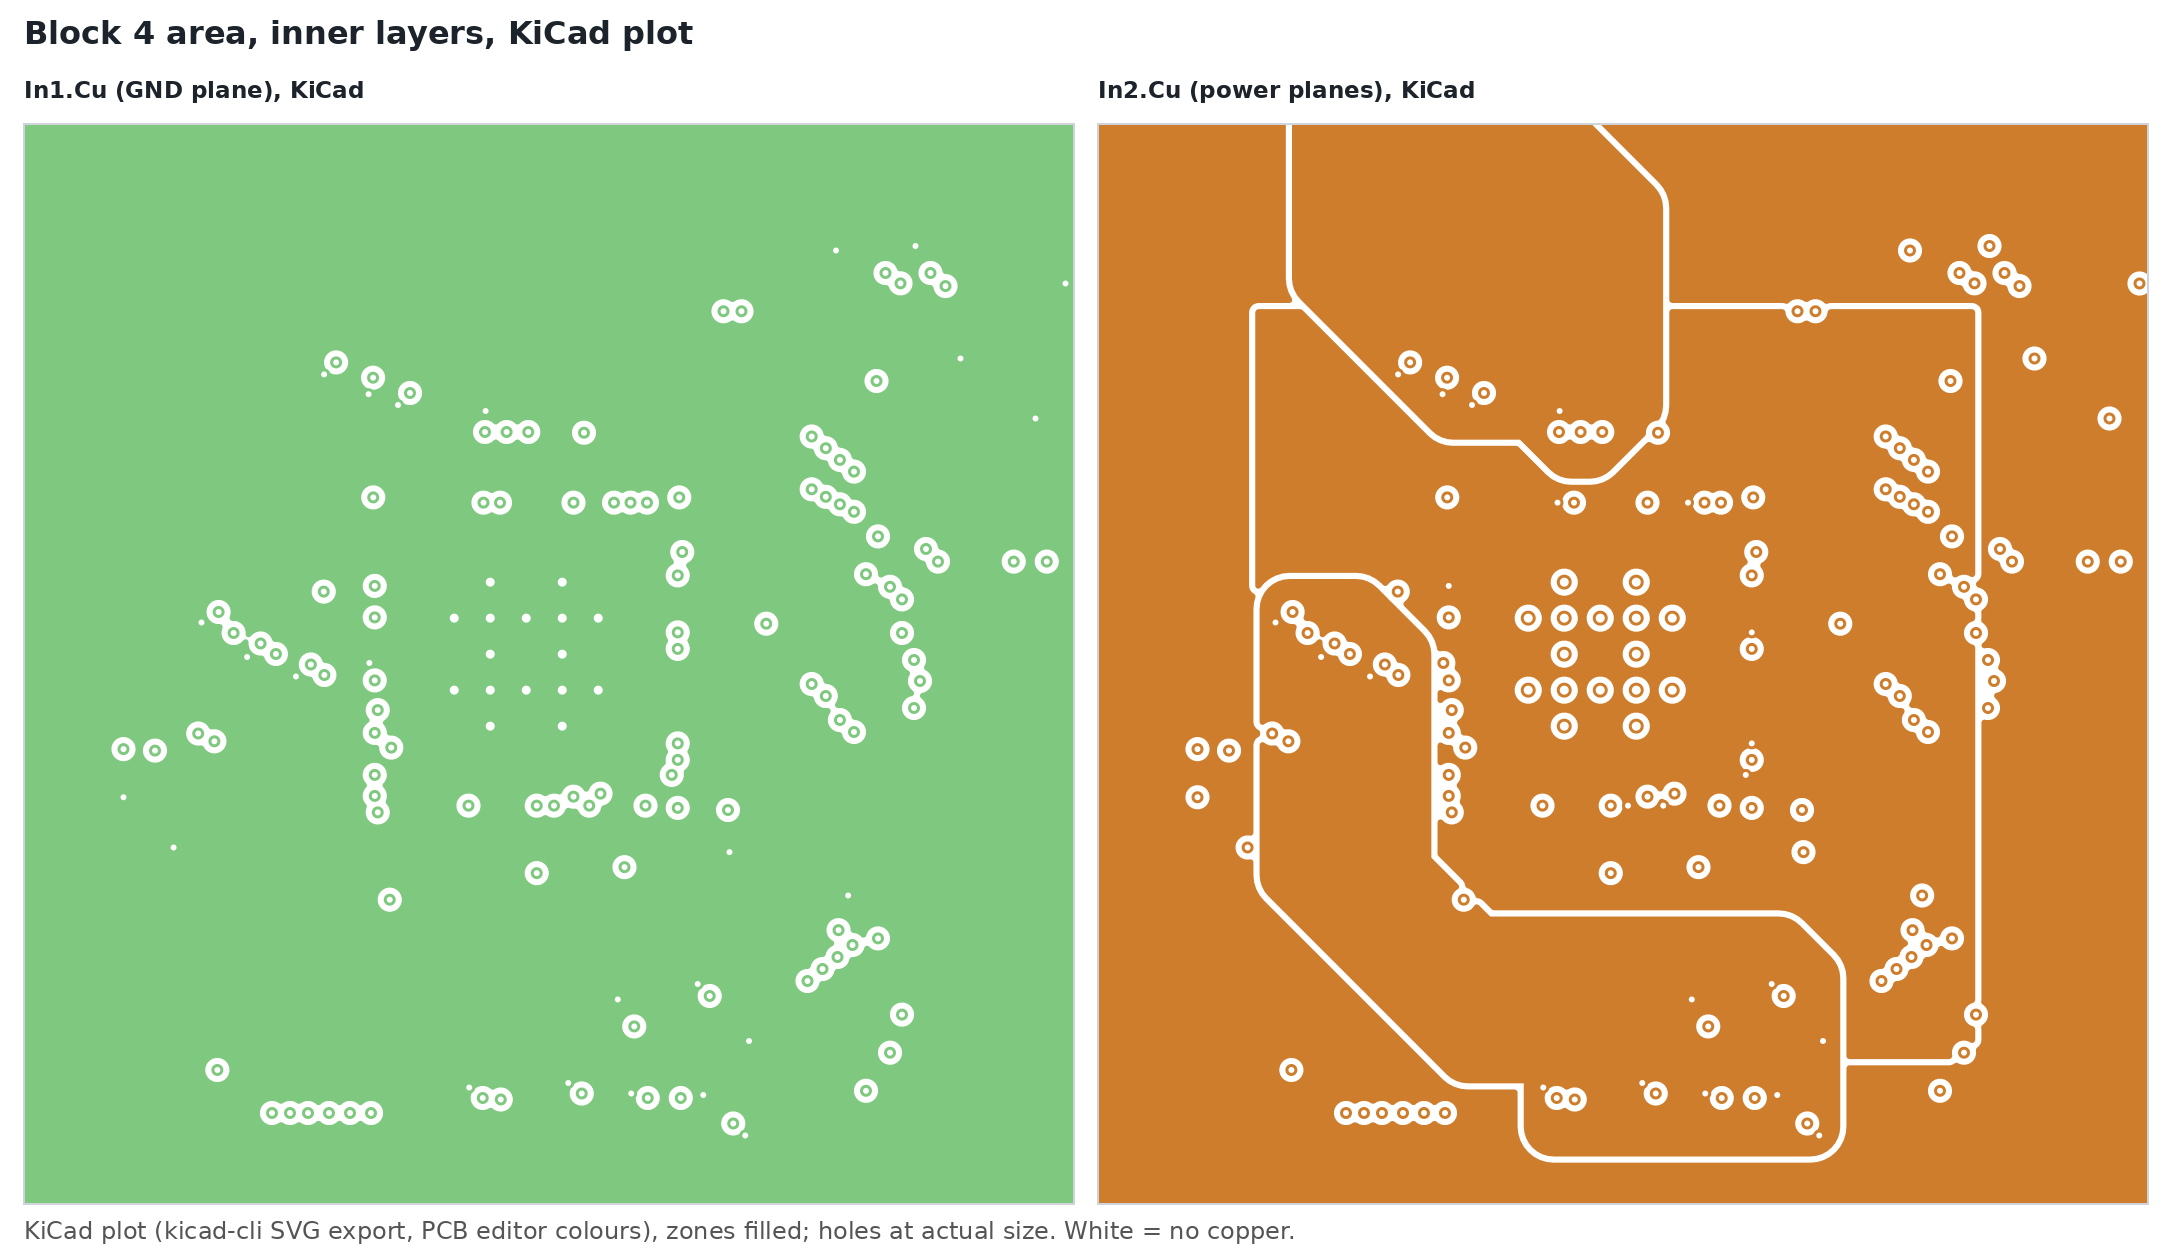 Block 4 area, inner layers, KiCad plot
In1.Cu (GND plane), KiCad
In2.Cu (power planes), KiCad
KiCad plot (kicad-cli SVG export, PCB editor colours), zones filled; holes at actual size. White = no copper.